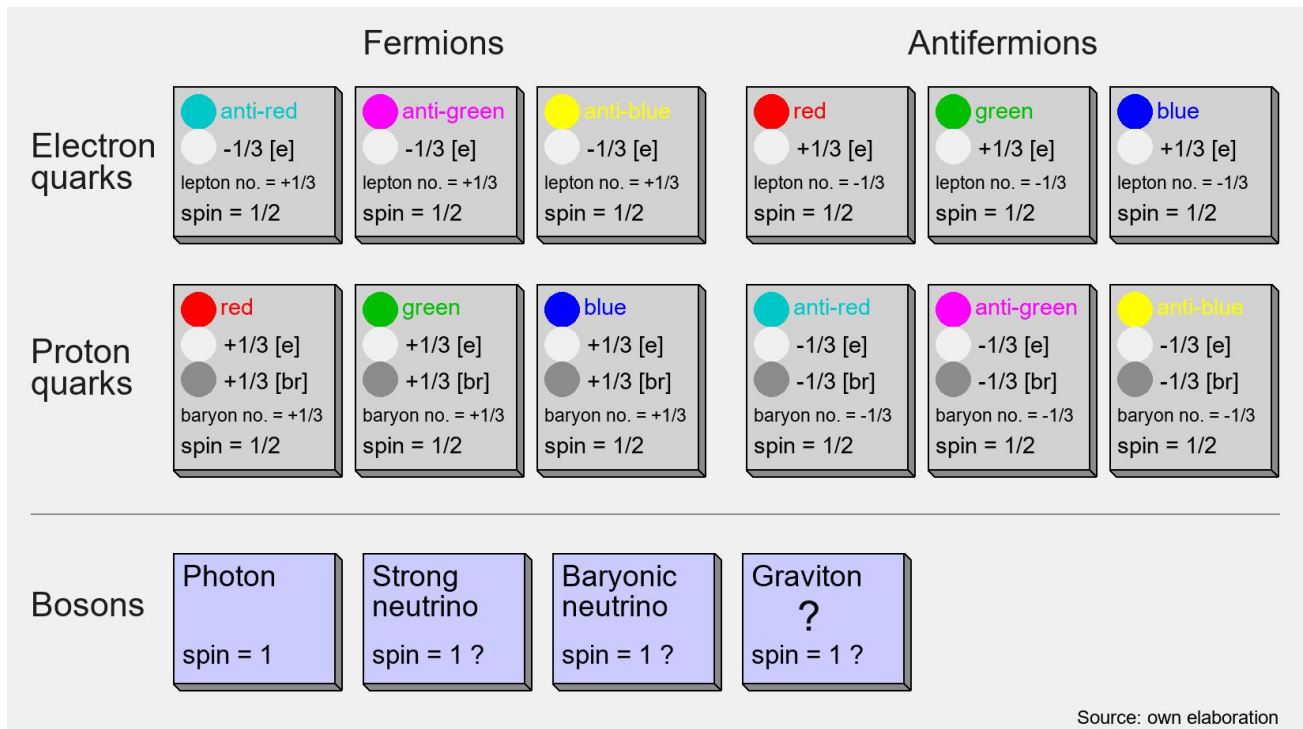 Fermions
Antifermions
Electron
quarks
anti-red
-1/3 [e]
lepton no. = +1/3
spin = 1/2
anti-green
-1/3 [e]
lepton no. = +1/3
spin = 1/2
anti-blue
-1/3 [e]
lepton no. = +1/3
spin = 1/2
red
+1/3 [e]
lepton no. = -1/3
spin = 1/2
green
+1/3 [e]
lepton no. = -1/3
spin = 1/2
blue
+1/3 [e]
lepton no. = -1/3
spin = 1/2
Proton
quarks
red
+1/3 [e]
+1/3 [br]
baryon no. = +1/3
spin = 1/2
green
+1/3 [e]
+1/3 [br]
baryon no. = +1/3
spin = 1/2
blue
+1/3 [e]
+1/3 [br]
baryon no. = +1/3
spin = 1/2
anti-red
-1/3 [e]
-1/3 [br]
baryon no. = -1/3
spin = 1/2
anti-green
-1/3 [e]
-1/3 [br]
baryon no. = -1/3
spin = 1/2
anti-blue
-1/3 [e]
-1/3 [br]
baryon no. = -1/3
spin = 1/2
Bosons
Photon
spin = 1
Strong
neutrino
spin = 1 ?
Baryonic
neutrino
spin = 1 ?
Graviton
?
spin = 1 ?
Source: own elaboration